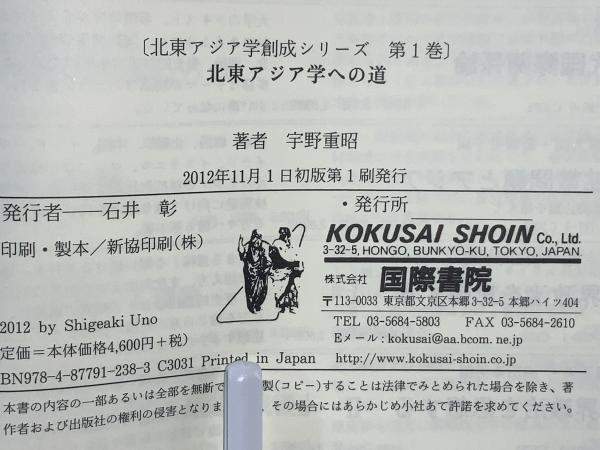 〔北東アジア学創成シリーズ 第1巻〕
北東アジア学への道
著者 宇野重昭
2012年11月1日初版第1刷発行
発行者──石井 彰
印刷・製本/新協印刷(株)
2012 by Shigeaki Uno
定価=本体価格4,600円+税)
BN978-4-87791-238-3 C3031 Printed in Japan
・発行所
KOKUSAI SHOIN Co., Ltd.
3-32-5, HONGO, BUNKYO-KU, TOKYO, JAPAN.
株式会社 国際書院
〒113-0033 東京都文京区本郷3-32-5 本郷ハイツ404
TEL 03-5684-5803 FAX 03-5684-2610
Eメール:kokusai@aa.bcom.ne.jp
http://www.kokusai-shoin.co.jp
本書の内容の一部あるいは全部を無断で 製(コピー)することは法律でみとめられた場合を除き、著
作者および出版社の権利の侵害となりま 、その場合にはあらかじめ小社あて許諾を求めてください。